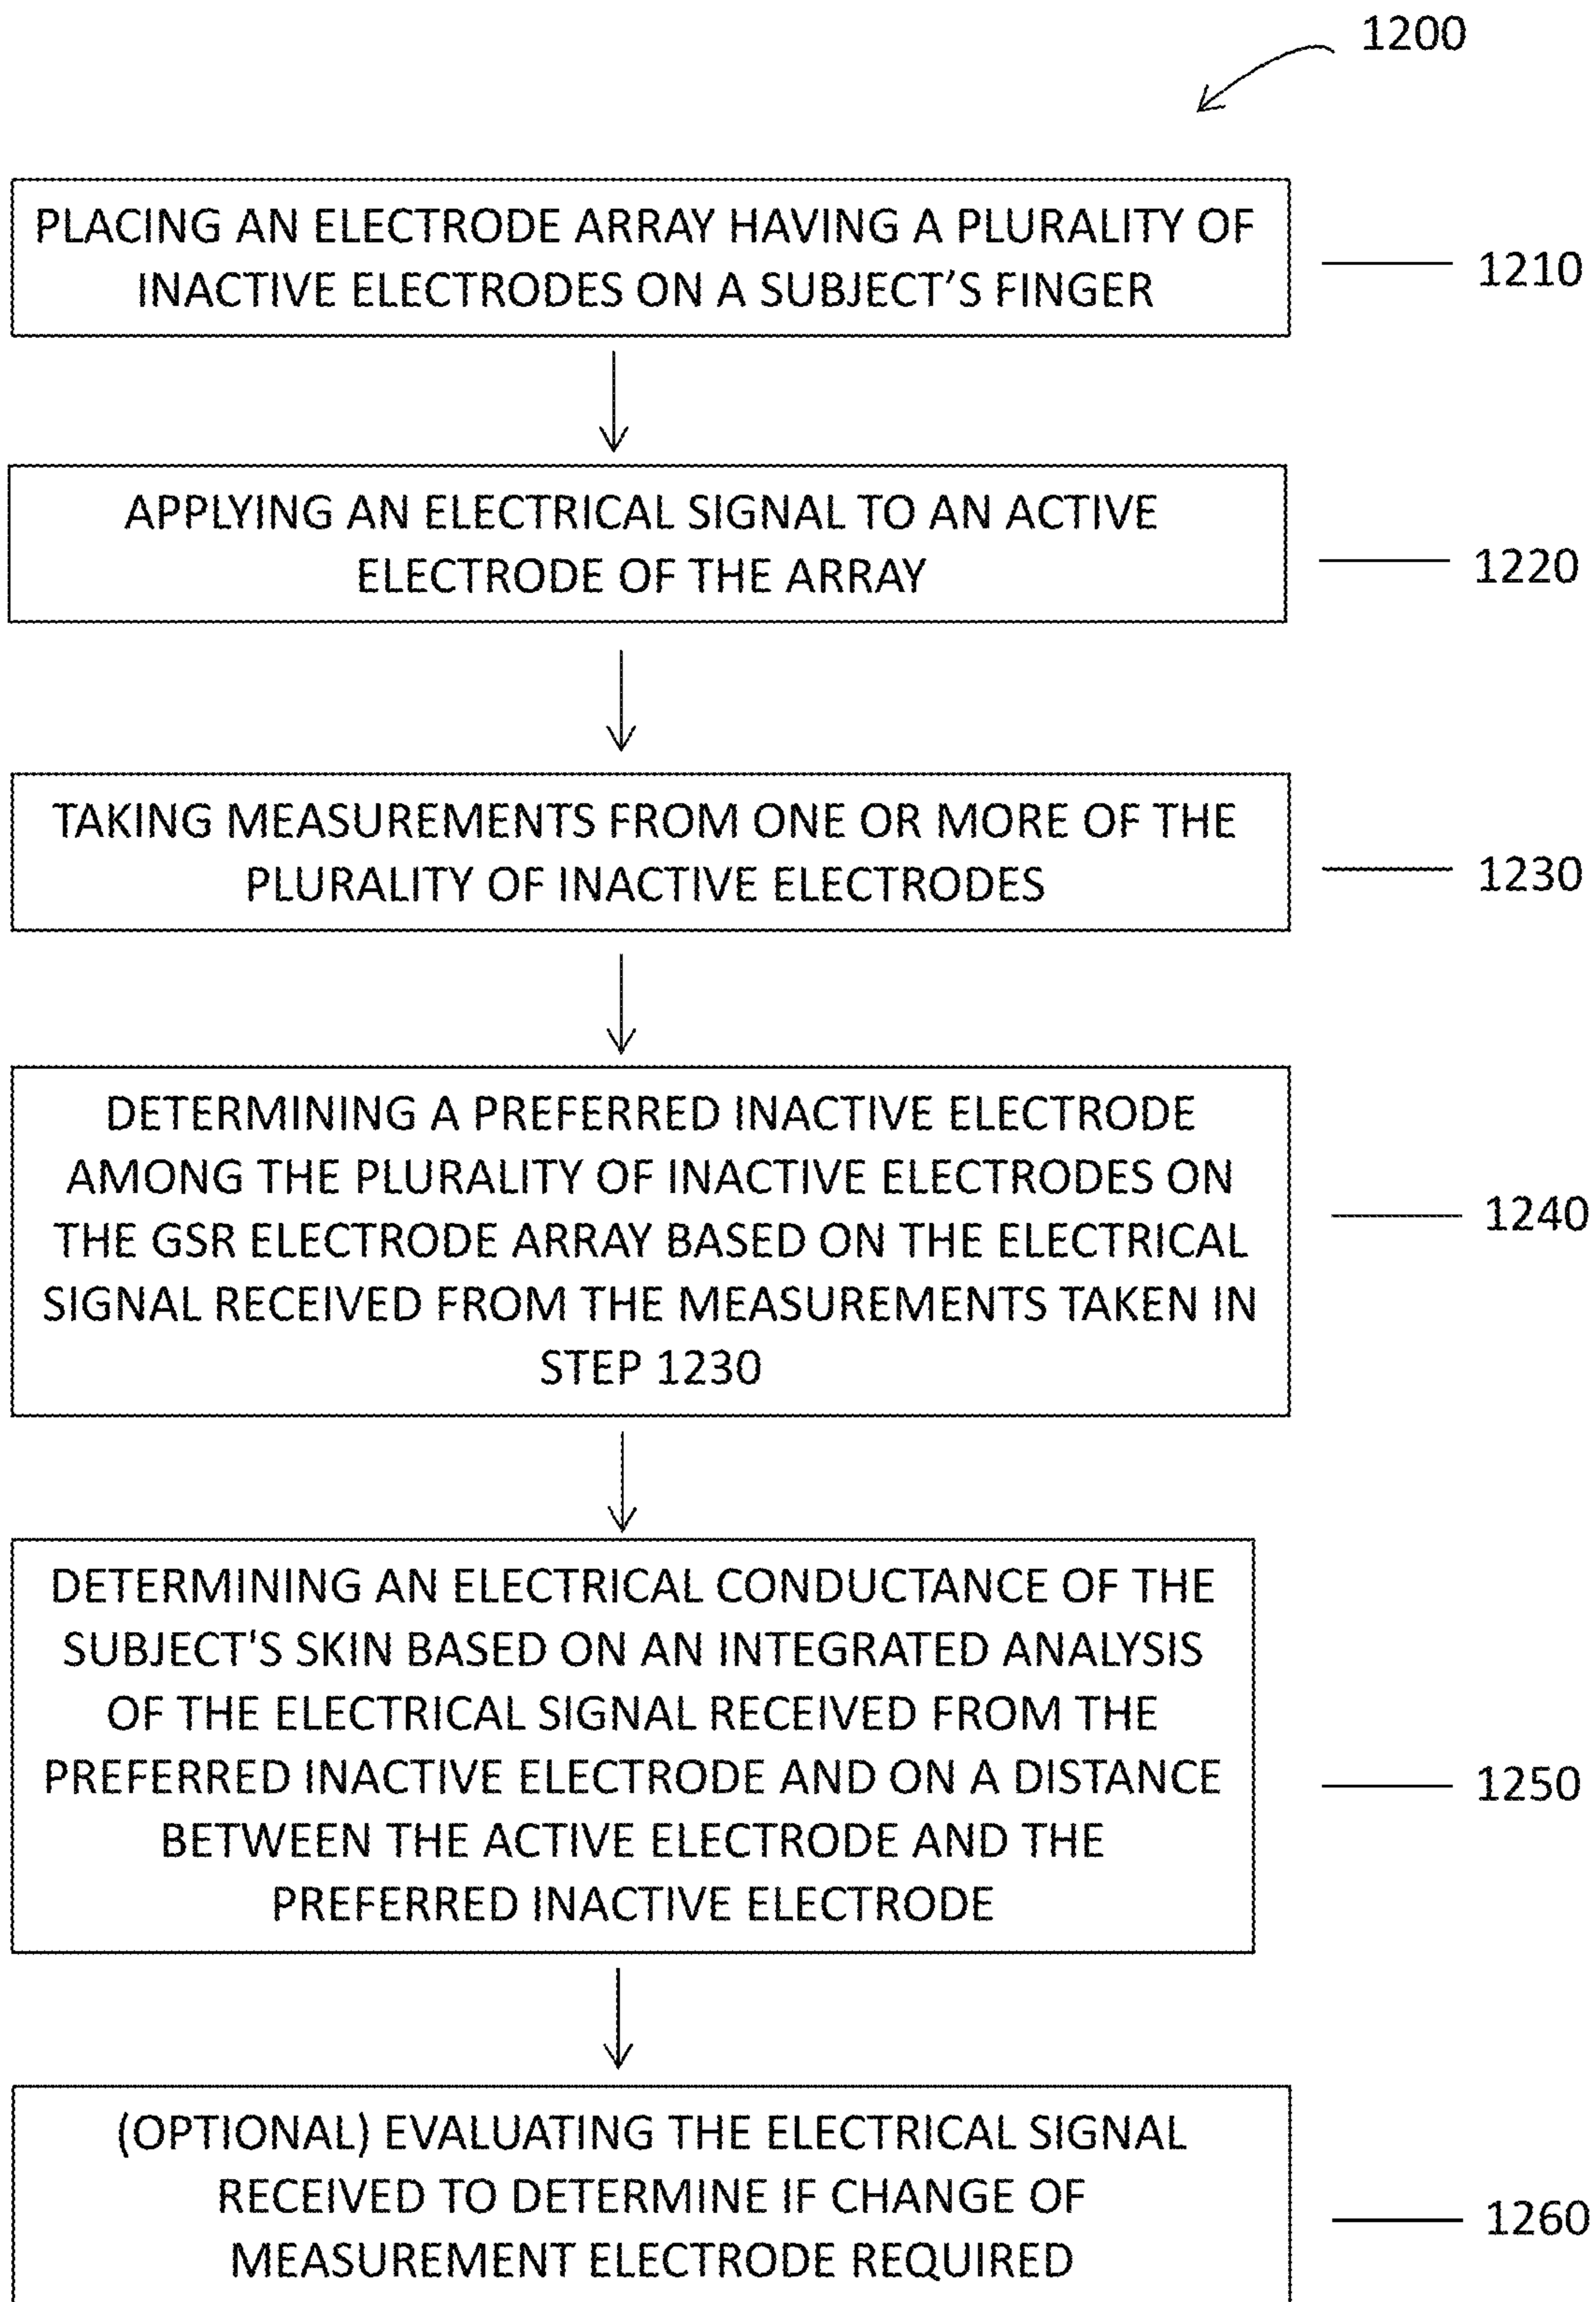 1200
PLACING AN ELECTRODE ARRAY HAVING A PLURALITY OF
INACTIVE ELECTRODES ON A SUBJECT'S FINGER
1210
APPLYING AN ELECTRICAL SIGNAL TO AN ACTIVE
ELECTRODE OF THE ARRAY
1220
TAKING MEASUREMENTS FROM ONE OR MORE OF THE
PLURALITY OF INACTIVE ELECTRODES
1230
DETERMINING A PREFERRED INACTIVE ELECTRODE
AMONG THE PLURALITY OF INACTIVE ELECTRODES ON
THE GSR ELECTRODE ARRAY BASED ON THE ELECTRICAL
SIGNAL RECEIVED FROM THE MEASUREMENTS TAKEN IN
STEP 1230
1240
DETERMINING AN ELECTRICAL CONDUCTANCE OF THE
SUBJECT'S SKIN BASED ON AN INTEGRATED ANALYSIS
OF THE ELECTRICAL SIGNAL RECEIVED FROM THE
PREFERRED INACTIVE ELECTRODE AND ON A DISTANCE
BETWEEN THE ACTIVE ELECTRODE AND THE
PREFERRED INACTIVE ELECTRODE
1250
(OPTIONAL) EVALUATING THE ELECTRICAL SIGNAL
RECEIVED TO DETERMINE IF CHANGE OF
MEASUREMENT ELECTRODE REQUIRED
1260